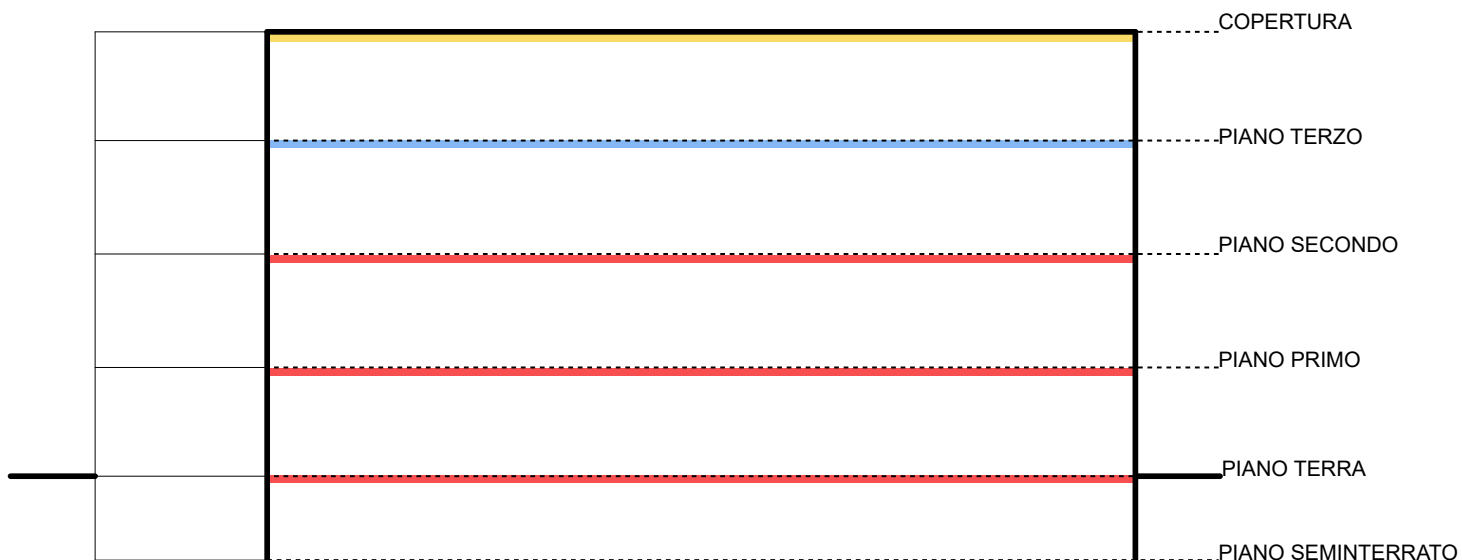 COPERTURA
PIANO TERZO
PIANO SECONDO
PIANO PRIMO
PIANO TERRA
PIANO SEMINTERRATO